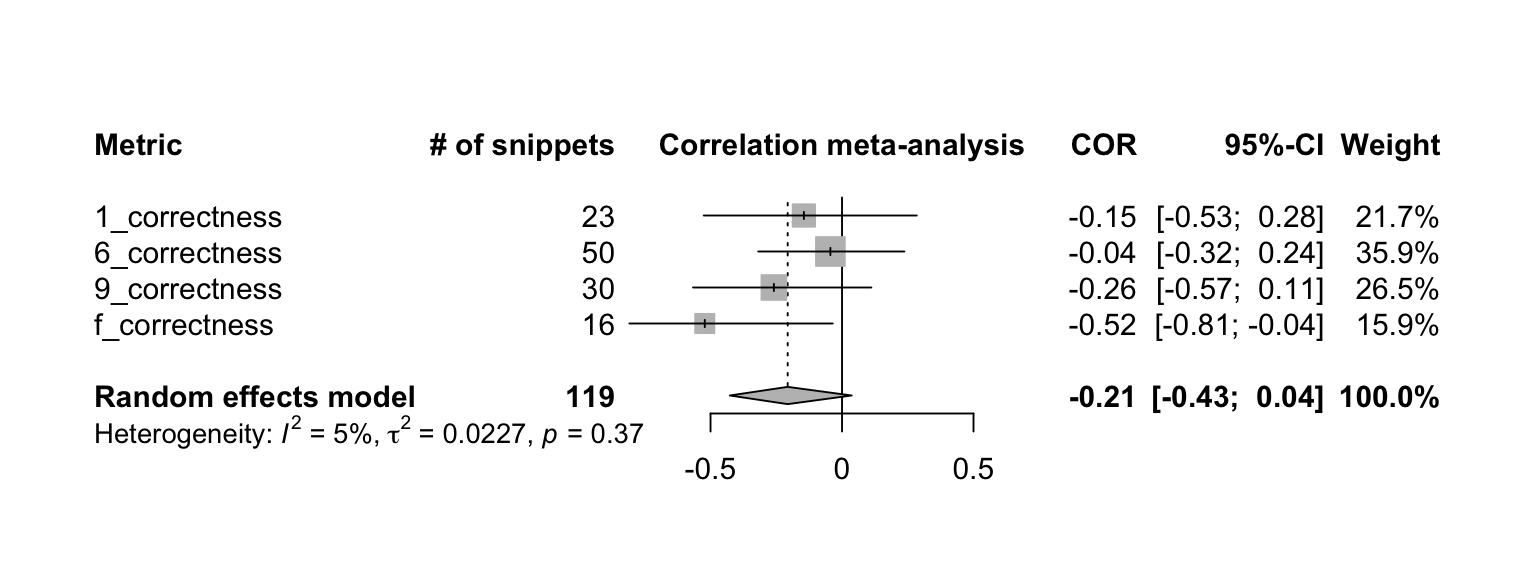 Metric # of snippets Correlation meta-analysis COR 95%-CI Weight
1_correctness 23 -0.15 [-0.53; 0.28] 21.7%
6_correctness 50 -0.04 [-0.32; 0.24] 35.9%
9_correctness 30 -0.26 [-0.57; 0.11] 26.5%
f_correctness 16 -0.52 [-0.81; -0.04] 15.9%
Random effects model 119 -0.21 [-0.43; 0.04] 100.0%
Heterogeneity: I² = 5%, τ² = 0.0227, p = 0.37
-0.5 0 0.5